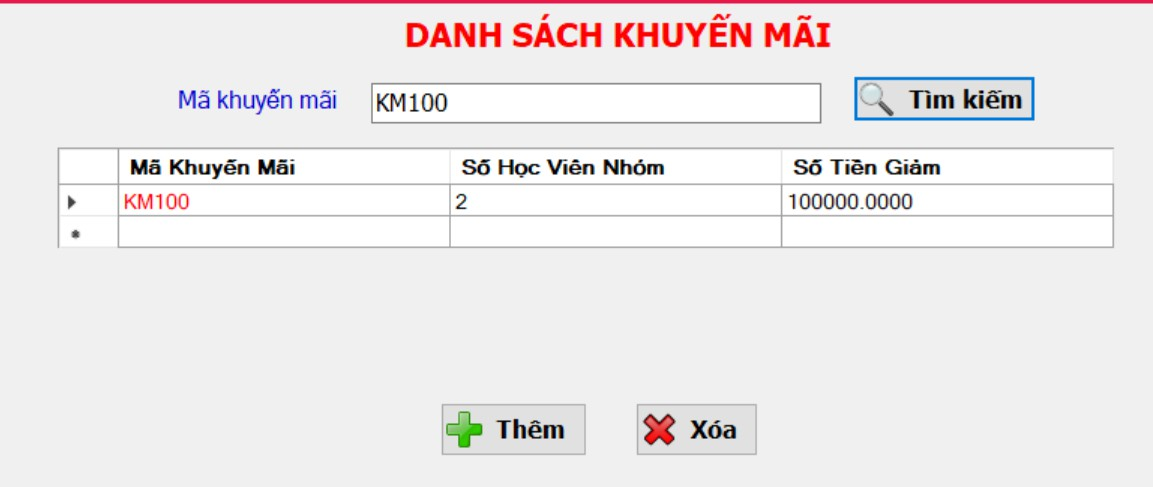 DANH SÁCH KHUYẾN MÃI
Mã khuyến mãi KM100 Tìm kiếm
Mã Khuyến Mãi Số Học Viên Nhóm Số Tiền Giảm
KM100 2 100000.0000
Thêm Xóa